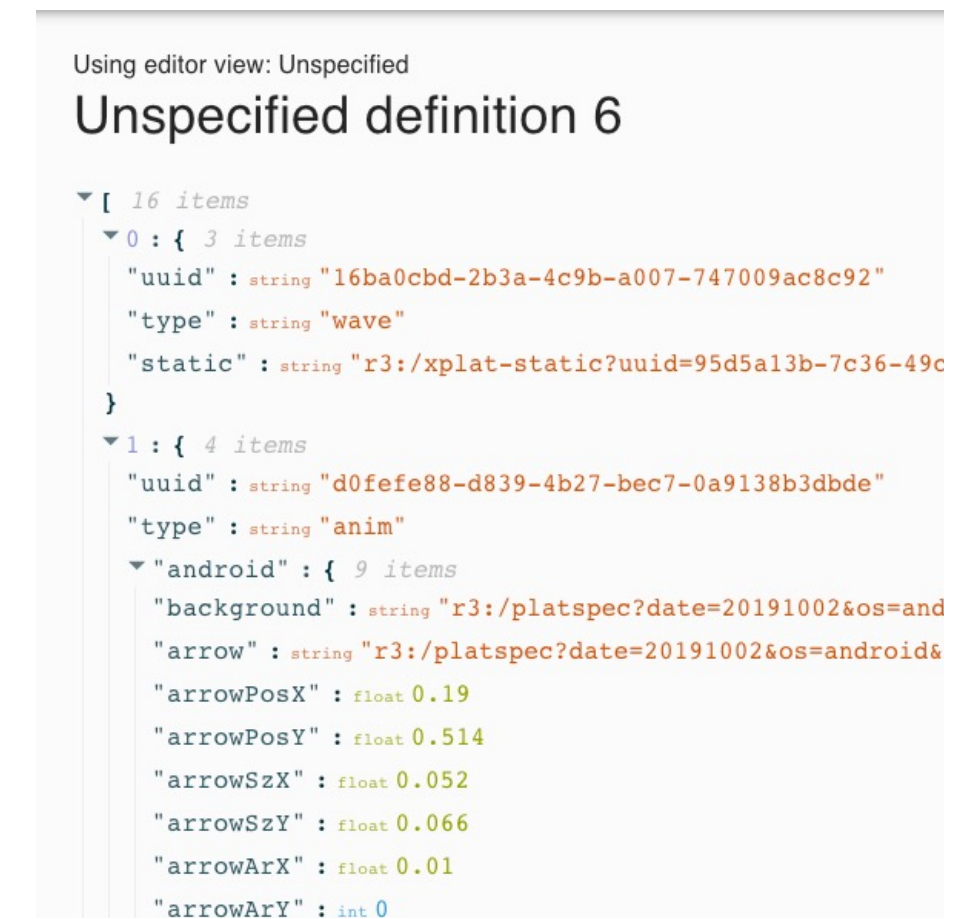 Using editor view: Unspecified
Unspecified definition 6
[ 16 items
0 : { 3 items
"uuid" : string "16ba0cbd-2b3a-4c9b-a007-747009ac8c92"
"type" : string "wave"
"static" : string "r3:/xplat-static?uuid=95d5a13b-7c36-49c
}
1 : { 4 items
"uuid" : string "d0fefe88-d839-4b27-bec7-0a9138b3dbde"
"type" : string "anim"
"android" : { 9 items
"background" : string "r3:/platspec?date=20191002&os=and
"arrow" : string "r3:/platspec?date=20191002&os=android&
"arrowPosX" : float 0.19
"arrowPosY" : float 0.514
"arrowSzX" : float 0.052
"arrowSzY" : float 0.066
"arrowArX" : float 0.01
"arrowArY" : int 0